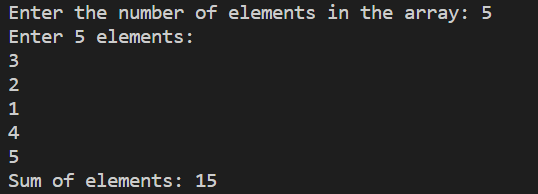 Enter the number of elements in the array: 5
Enter 5 elements:
3
2
1
4
5
Sum of elements: 15